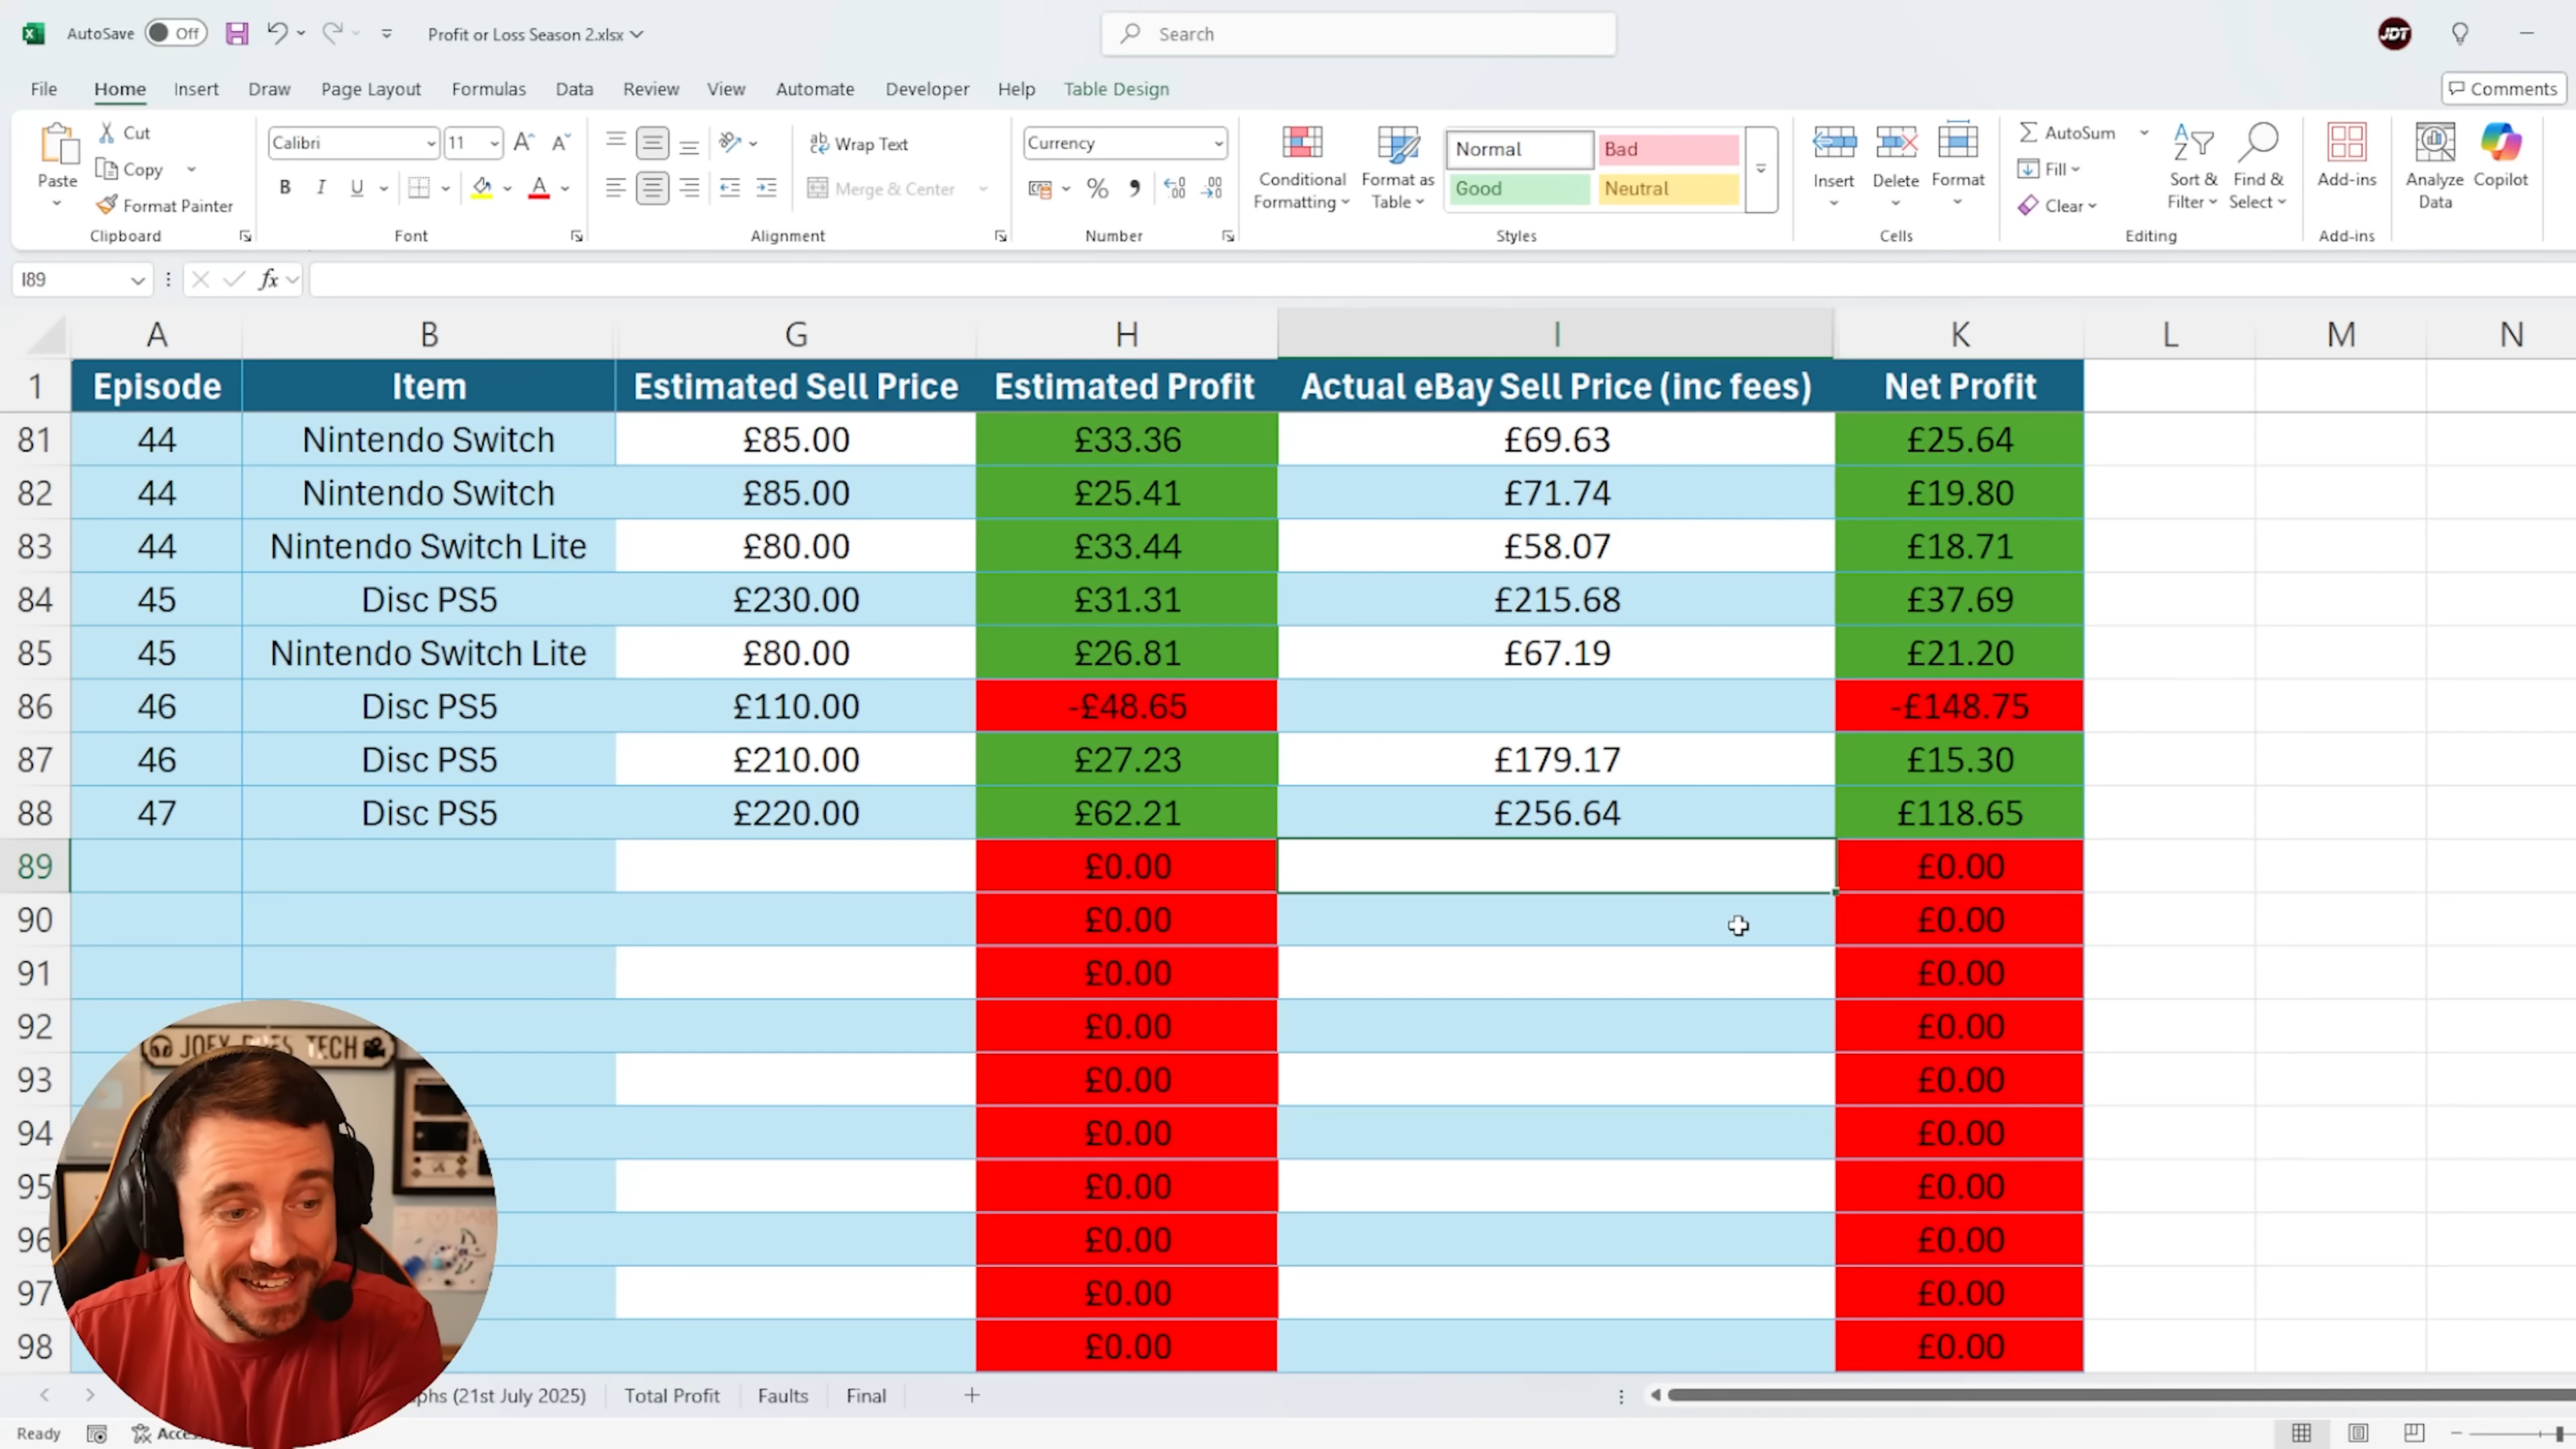 AutoSave Off Profit or Loss Season 2.xlsx Search JDT
File Home Insert Draw Page Layout Formulas Data Review View Automate Developer Help Table Design Comments
Paste Cut Copy Format Painter Clipboard
Calibri 11 B I U A Font
ab Wrap Text Merge & Center Alignment
Currency % Number
Conditional Formatting Format as Table Normal Bad Good Neutral Styles
Insert Delete Format Cells
AutoSum Fill Clear Sort & Filter Find & Select Editing
Add-ins Add-ins
Analyze Data Copilot
I89 fx
A B G H I K L M N
1 Episode Item Estimated Sell Price Estimated Profit Actual eBay Sell Price (inc fees) Net Profit
81 44 Nintendo Switch £85.00 £33.36 £69.63 £25.64
82 44 Nintendo Switch £85.00 £25.41 £71.74 £19.80
83 44 Nintendo Switch Lite £80.00 £33.44 £58.07 £18.71
84 45 Disc PS5 £230.00 £31.31 £215.68 £37.69
85 45 Nintendo Switch Lite £80.00 £26.81 £67.19 £21.20
86 46 Disc PS5 £110.00 -£48.65 -£148.75
87 46 Disc PS5 £210.00 £27.23 £179.17 £15.30
88 47 Disc PS5 £220.00 £62.21 £256.64 £118.65
89 £0.00 £0.00
90 £0.00 £0.00
91 £0.00 £0.00
92 £0.00 £0.00
93 £0.00 £0.00
94 £0.00 £0.00
95 £0.00 £0.00
96 £0.00 £0.00
97 £0.00 £0.00
98 £0.00 £0.00
JOEY DOES TECH
(21st July 2025) Total Profit Faults Final
Ready